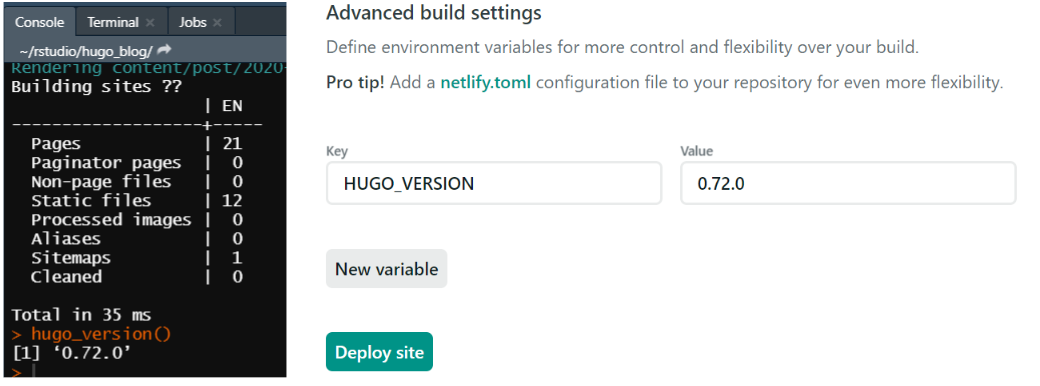 Console Terminal × Jobs ×
~/rstudio/hugo_blog/
Rendering content/post/2020-
Building sites ??
| EN
-------------------+-----
Pages | 21
Paginator pages | 0
Non-page files | 0
Static files | 12
Processed images | 0
Aliases | 0
Sitemaps | 1
Cleaned | 0
Total in 35 ms
> hugo_version()
[1] ‘0.72.0’
>
Advanced build settings
Define environment variables for more control and flexibility over your build.
Pro tip! Add a netlify.toml configuration file to your repository for even more flexibility.
Key Value
HUGO_VERSION 0.72.0
New variable
Deploy site